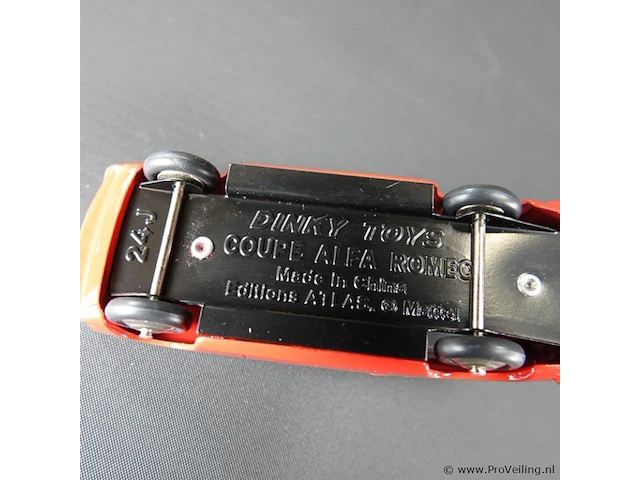 24J
DINKY TOYS
COUPE ALFA ROMEO
Made in China
Editions ATLAS. © Mattel
© www.ProVeiling.nl